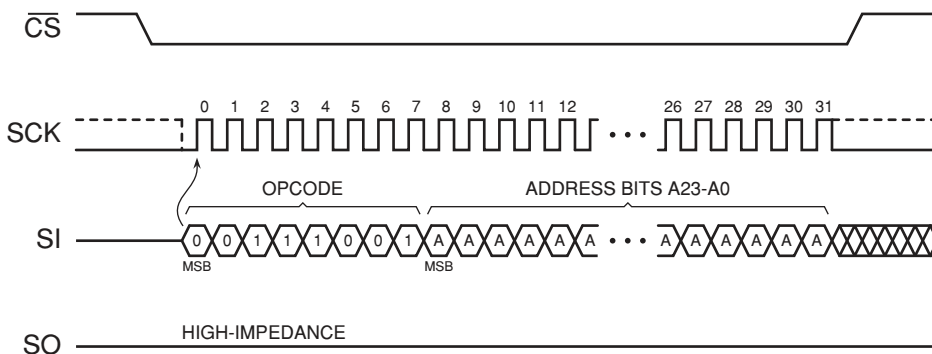 CS
0 1 2 3 4 5 6 7 8 9 10 11 12 26 27 28 29 30 31
SCK
OPCODE ADDRESS BITS A23-A0
SI 0 0 1 1 1 0 0 1 A A A A A A A A A A A A
MSB MSB
HIGH-IMPEDANCE
SO